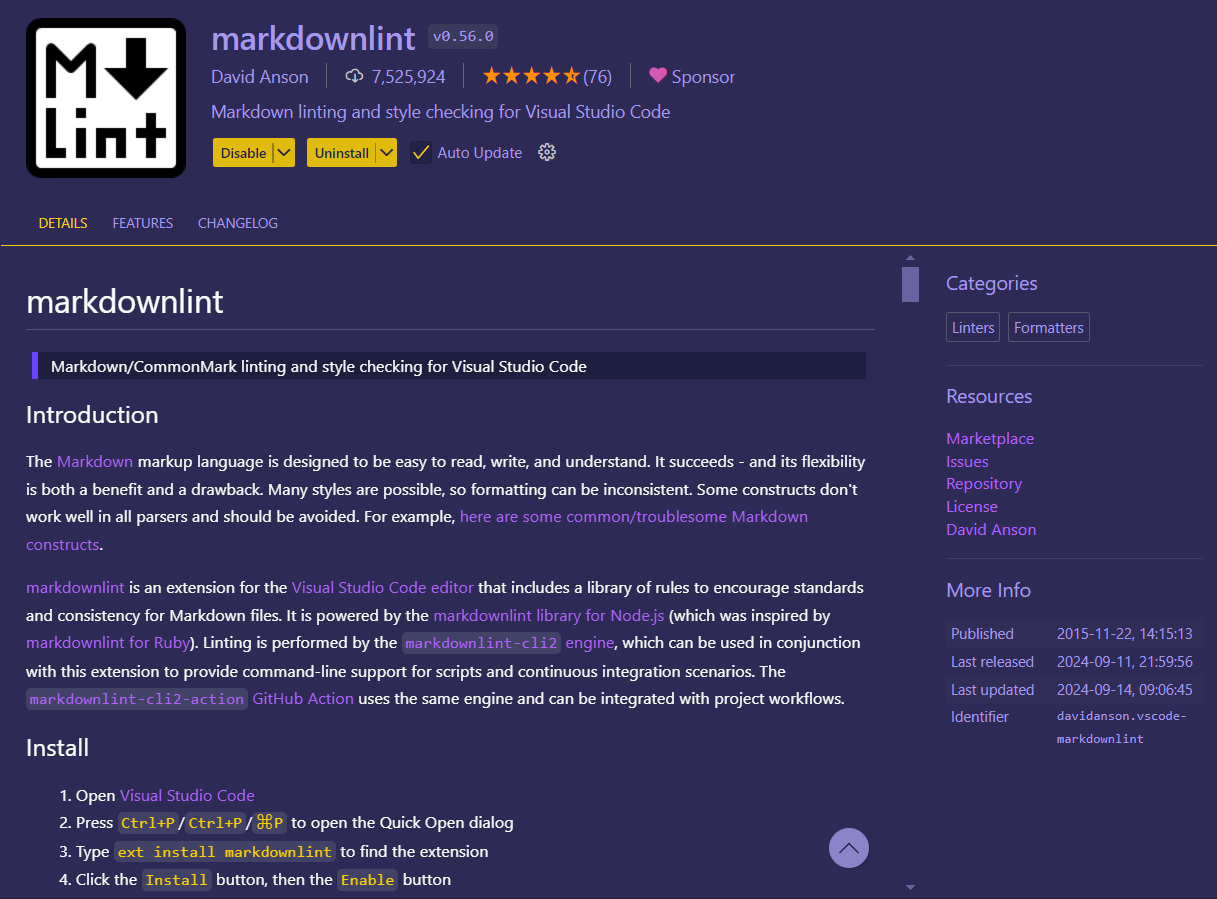 M
Lint
markdownlint v0.56.0
David Anson 7,525,924 (76) Sponsor
Markdown linting and style checking for Visual Studio Code
Disable Uninstall Auto Update
DETAILS FEATURES CHANGELOG
markdownlint
Markdown/CommonMark linting and style checking for Visual Studio Code
Introduction
The Markdown markup language is designed to be easy to read, write, and understand. It succeeds - and its flexibility
is both a benefit and a drawback. Many styles are possible, so formatting can be inconsistent. Some constructs don't
work well in all parsers and should be avoided. For example, here are some common/troublesome Markdown
constructs.
markdownlint is an extension for the Visual Studio Code editor that includes a library of rules to encourage standards
and consistency for Markdown files. It is powered by the markdownlint library for Node.js (which was inspired by
markdownlint for Ruby). Linting is performed by the markdownlint-cli2 engine, which can be used in conjunction
with this extension to provide command-line support for scripts and continuous integration scenarios. The
markdownlint-cli2-action GitHub Action uses the same engine and can be integrated with project workflows.
Install
1. Open Visual Studio Code
2. Press Ctrl+P/Ctrl+P/⌘P to open the Quick Open dialog
3. Type ext install markdownlint to find the extension
4. Click the Install button, then the Enable button
Categories
Linters Formatters
Resources
Marketplace
Issues
Repository
License
David Anson
More Info
Published 2015-11-22, 14:15:13
Last released 2024-09-11, 21:59:56
Last updated 2024-09-14, 09:06:45
Identifier davidanson.vscode-
markdownlint